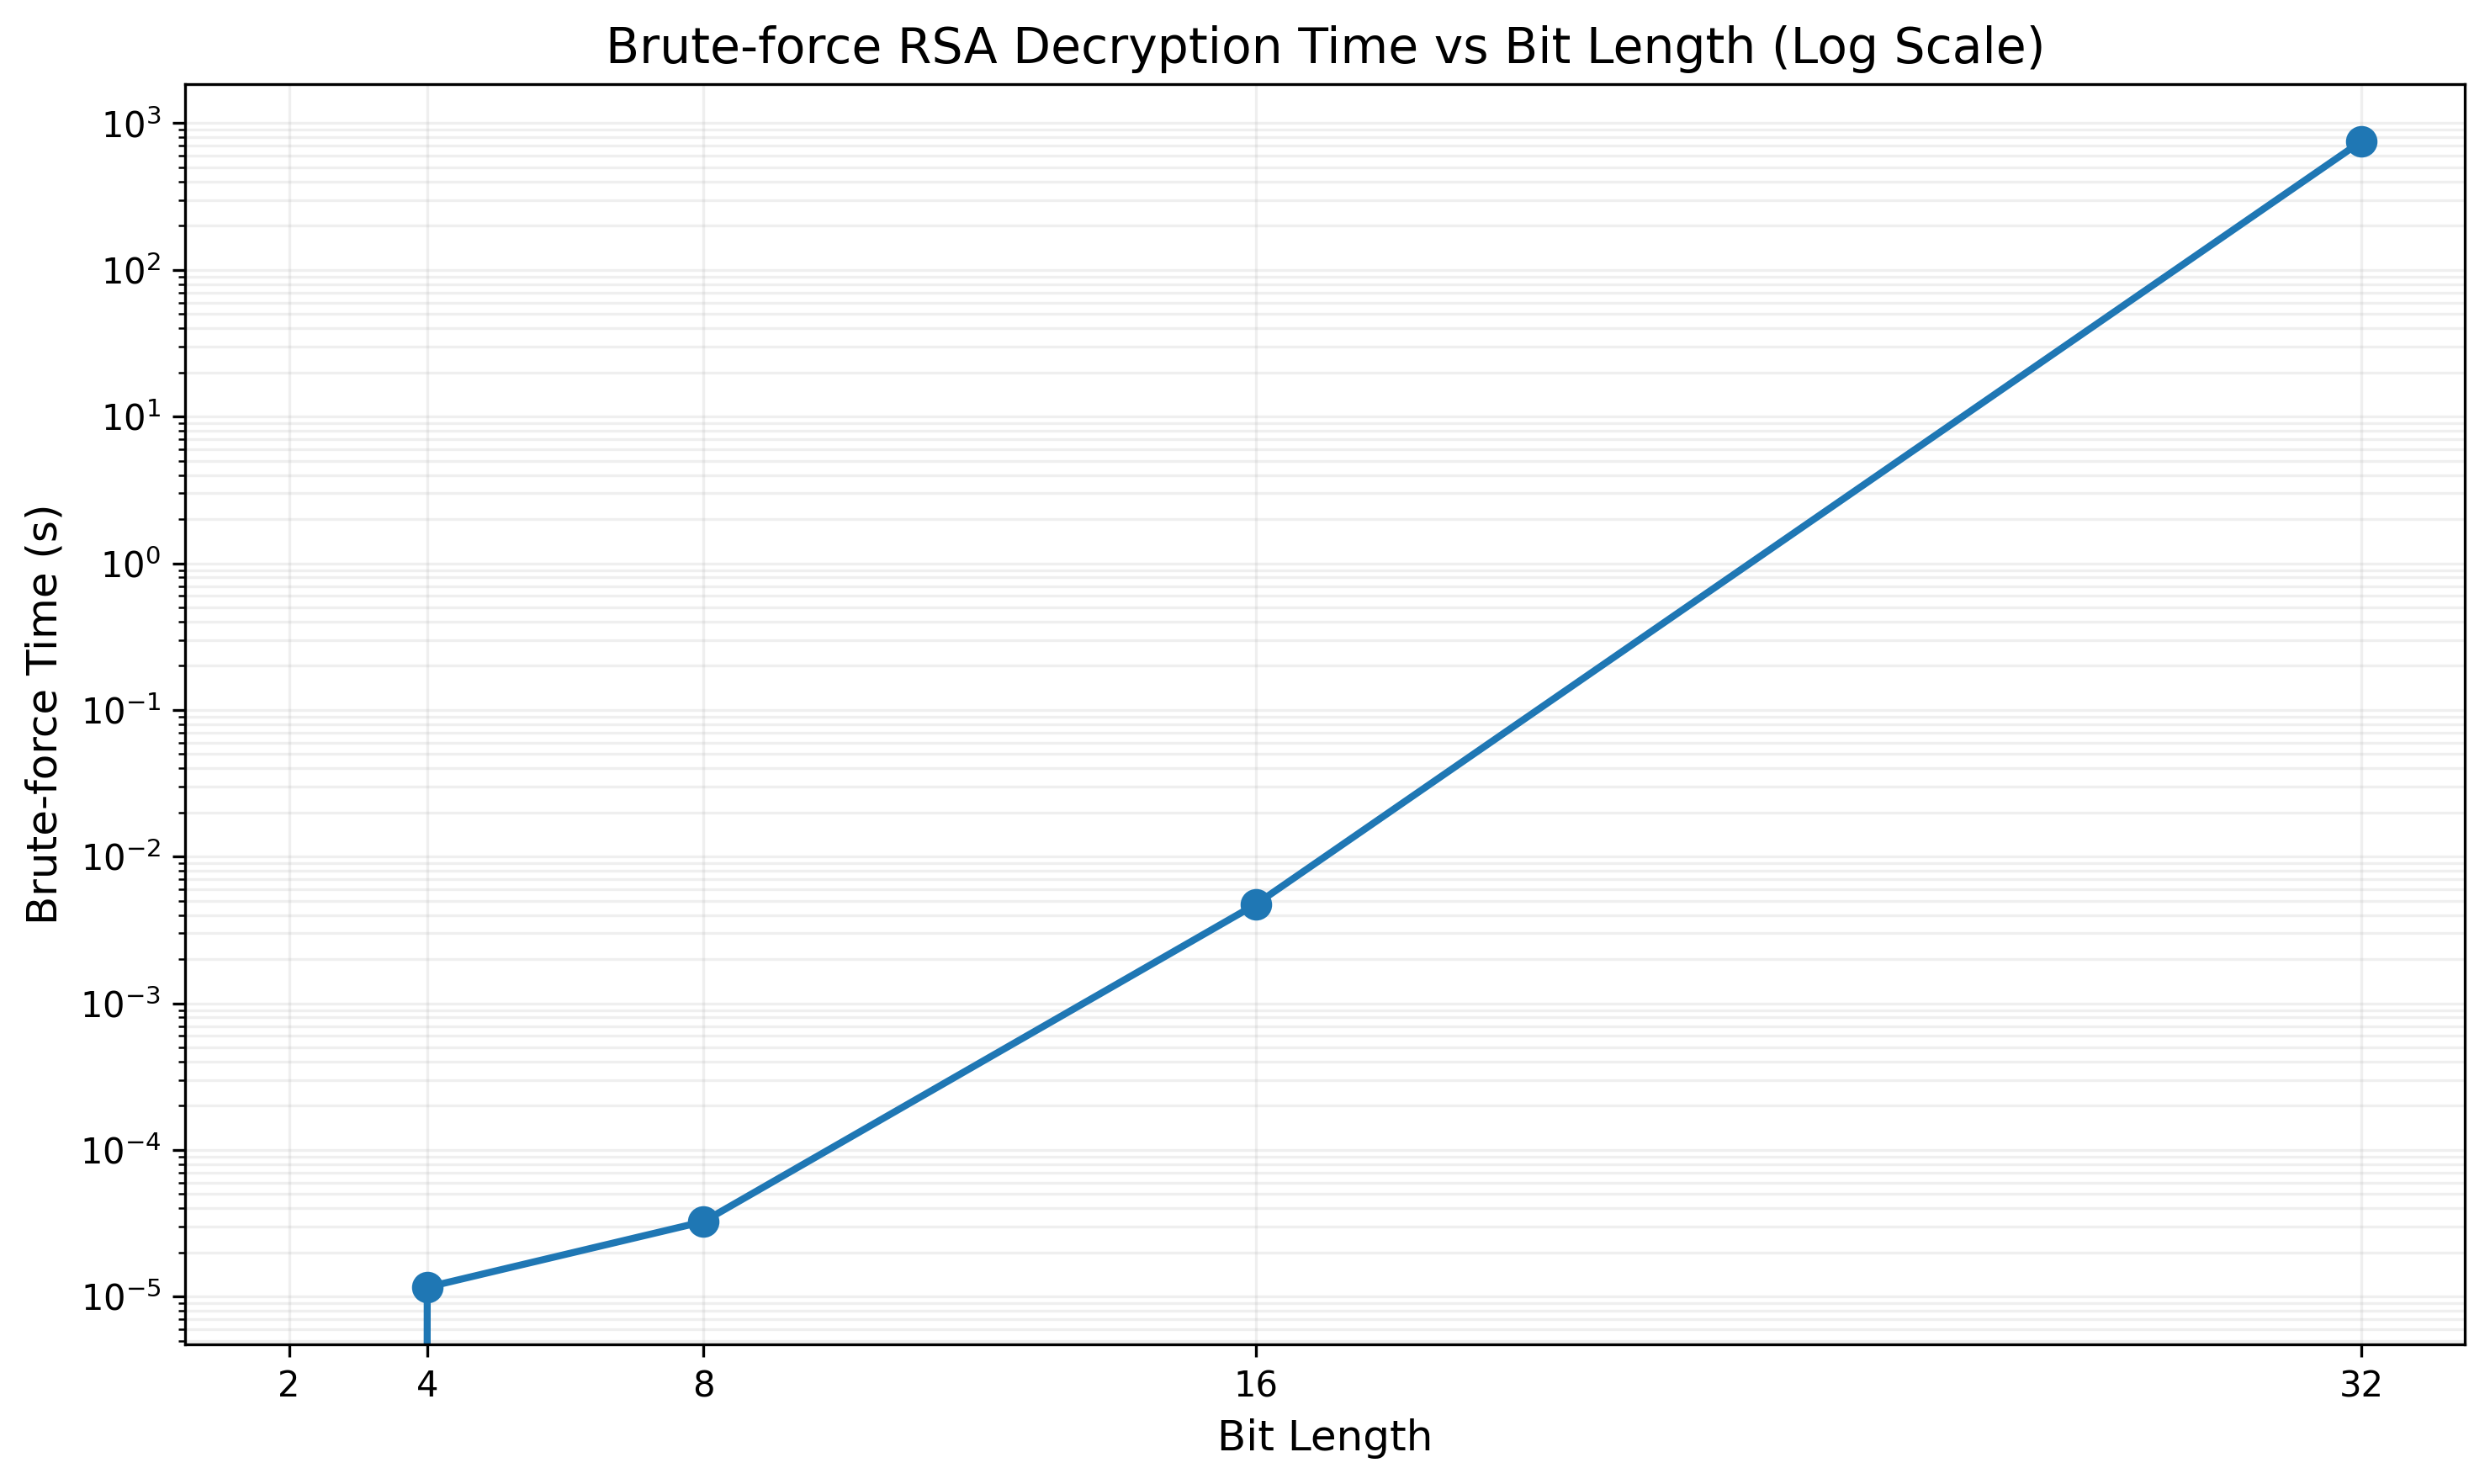 Brute-force RSA Decryption Time vs Bit Length (Log Scale)
Brute-force Time (s)
10³
10²
10¹
10⁰
10⁻¹
10⁻²
10⁻³
10⁻⁴
10⁻⁵
2 4 8 16 32
Bit Length